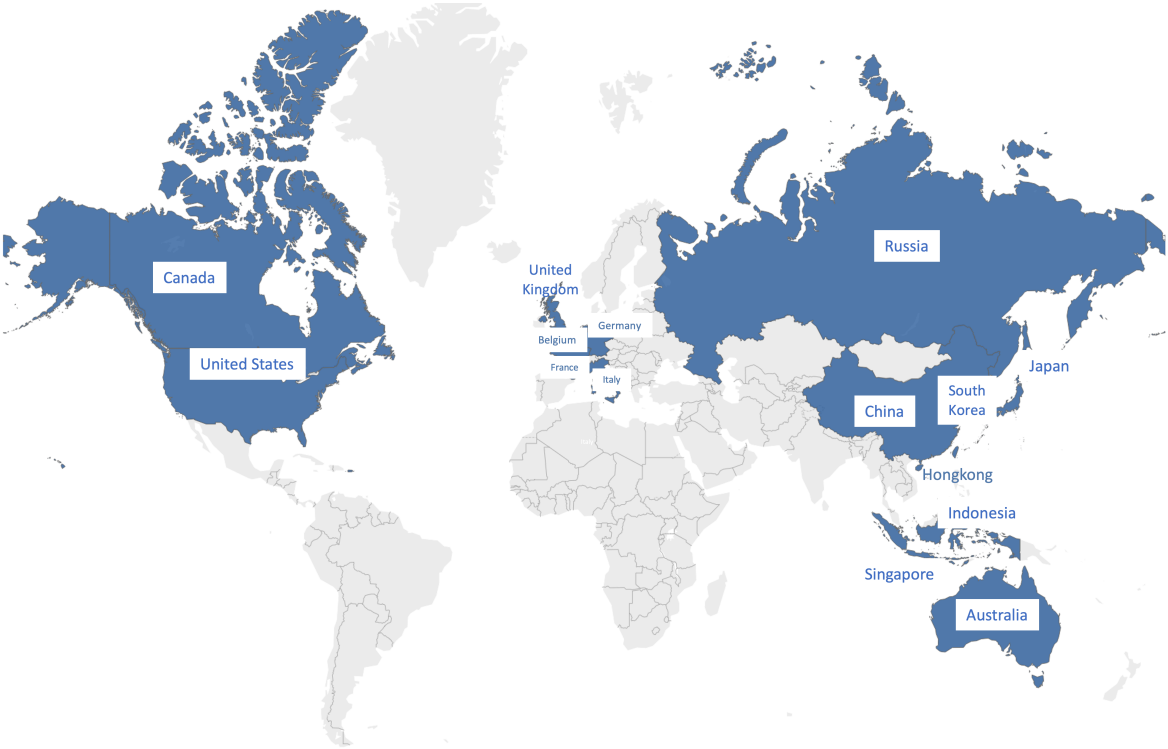 Canada
United States
United
Kingdom
Germany
Belgium
France
Italy
Russia
Japan
South
Korea
China
Hongkong
Indonesia
Singapore
Australia